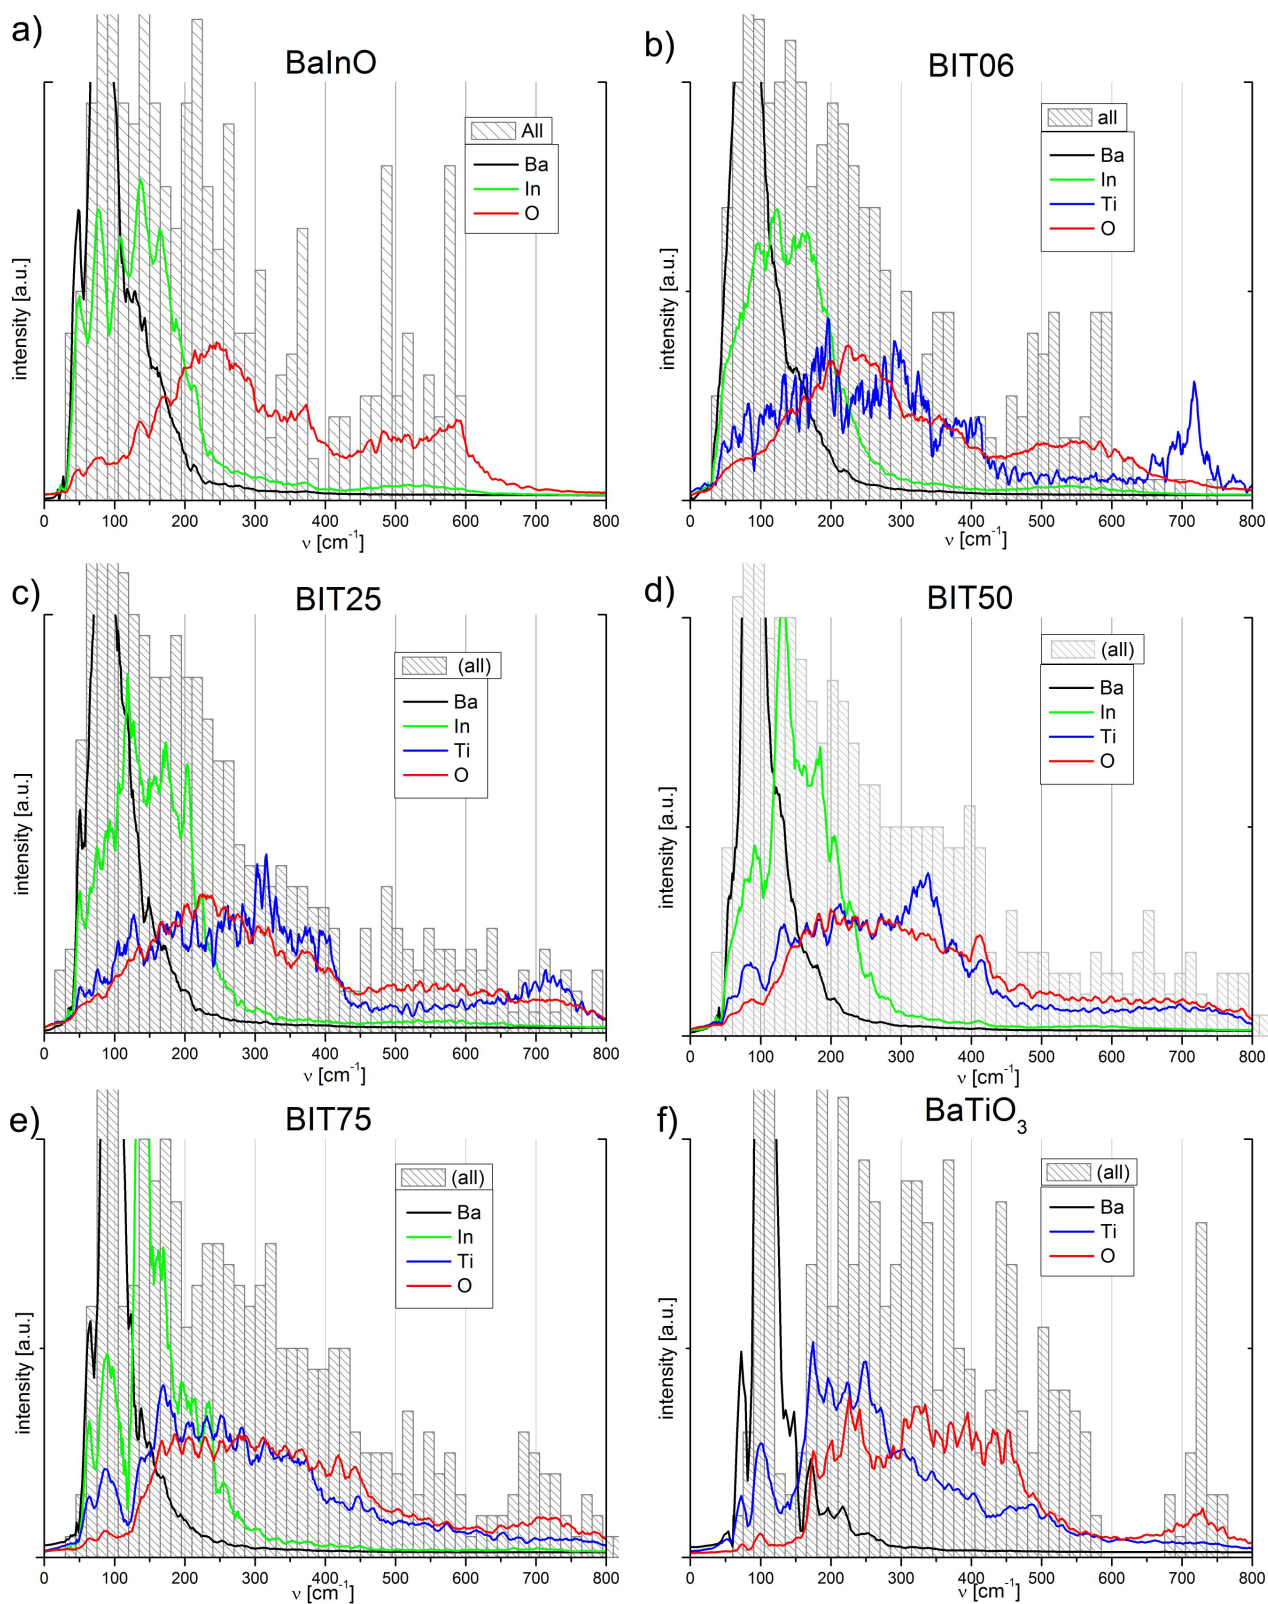 a)
BaInO
All
Ba
In
O
intensity [a.u.]
0 100 200 300 400 500 600 700 800
ν [cm⁻¹]
b)
BIT06
all
Ba
In
Ti
O
intensity [a.u.]
0 100 200 300 400 500 600 700 800
ν [cm⁻¹]
c)
BIT25
(all)
Ba
In
Ti
O
intensity [a.u.]
0 100 200 300 400 500 600 700 800
ν [cm⁻¹]
d)
BIT50
(all)
Ba
In
Ti
O
intensity [a.u.]
0 100 200 300 400 500 600 700 800
ν [cm⁻¹]
e)
BIT75
(all)
Ba
In
Ti
O
intensity [a.u.]
0 100 200 300 400 500 600 700 800
ν [cm⁻¹]
f)
BaTiO₃
(all)
Ba
Ti
O
intensity [a.u.]
0 100 200 300 400 500 600 700 800
ν [cm⁻¹]